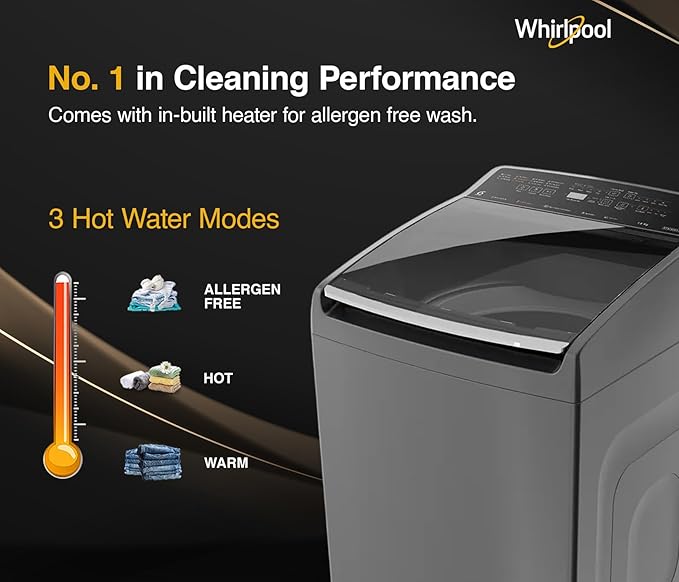 Whirlpool
No. 1 in Cleaning Performance
Comes with in-built heater for allergen free wash.
3 Hot Water Modes
ALLERGEN
FREE
HOT
WARM